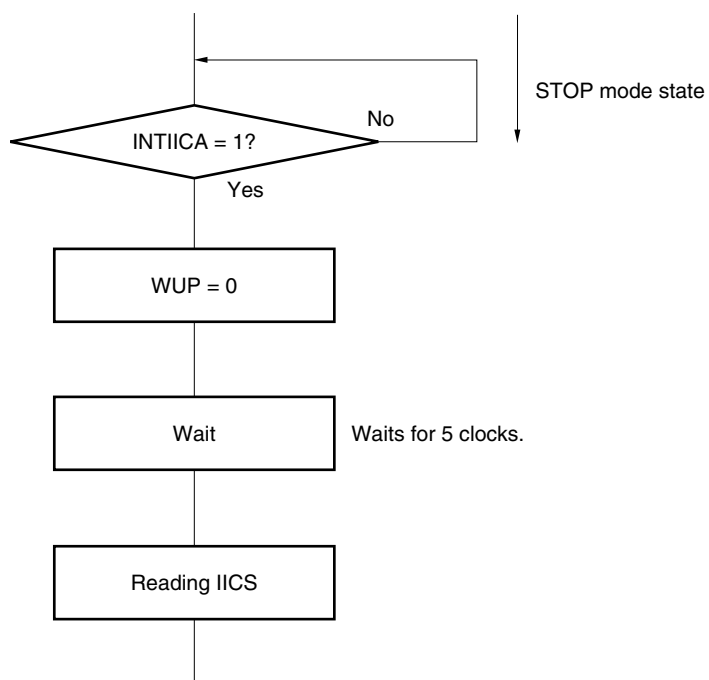 STOP mode state
No
INTIICA = 1?
Yes
WUP = 0
Wait
Waits for 5 clocks.
Reading IICS